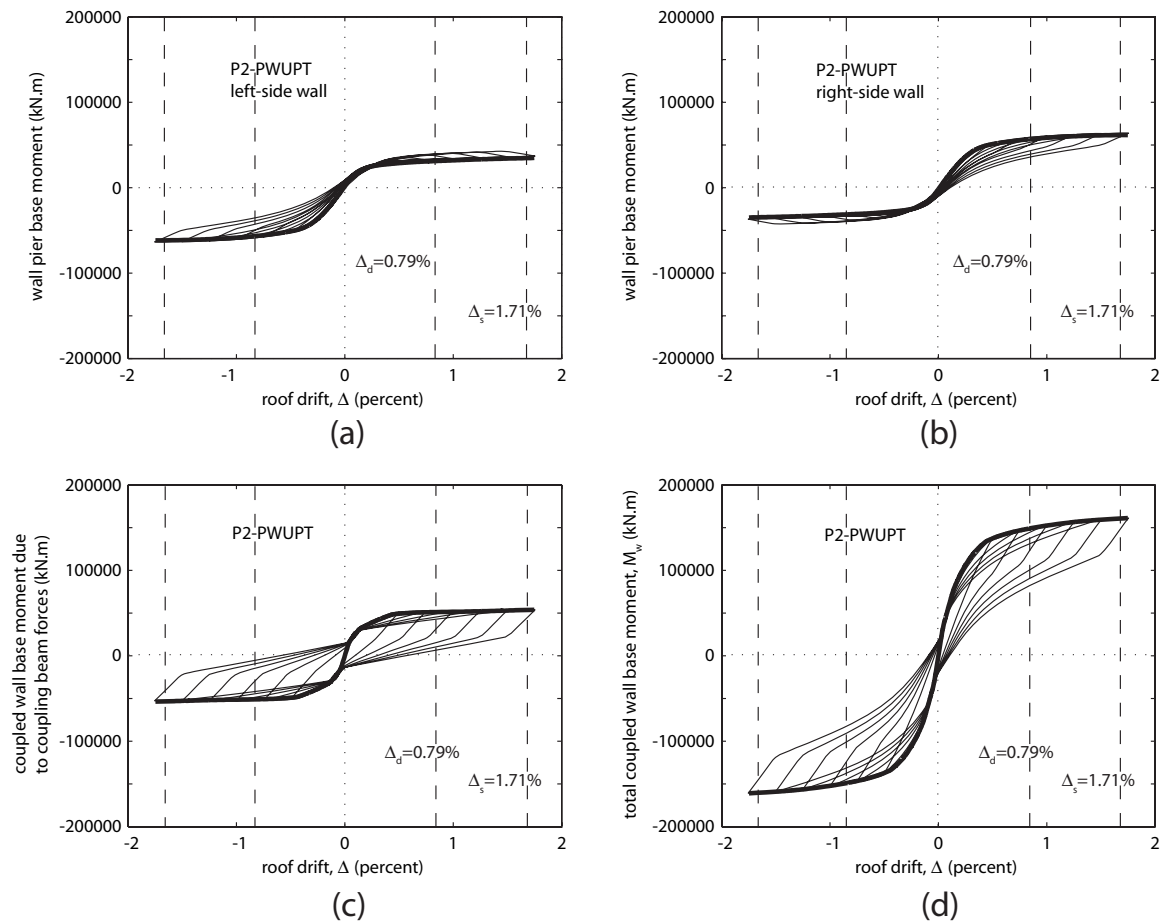 200000
100000
0
-100000
-200000
wall pier base moment (kN.m)
P2-PWUPT
left-side wall
Δd=0.79%
Δs=1.71%
-2
-1
0
1
2
roof drift, Δ (percent)
(a)
200000
100000
0
-100000
-200000
wall pier base moment (kN.m)
P2-PWUPT
right-side wall
Δd=0.79%
Δs=1.71%
-2
-1
0
1
2
roof drift, Δ (percent)
(b)
200000
100000
0
-100000
-200000
coupled wall base moment due
to coupling beam forces (kN.m)
P2-PWUPT
Δd=0.79%
Δs=1.71%
-2
-1
0
1
2
roof drift, Δ (percent)
(c)
200000
100000
0
-100000
-200000
total coupled wall base moment, Mw (kN.m)
P2-PWUPT
Δd=0.79%
Δs=1.71%
-2
-1
0
1
2
roof drift, Δ (percent)
(d)